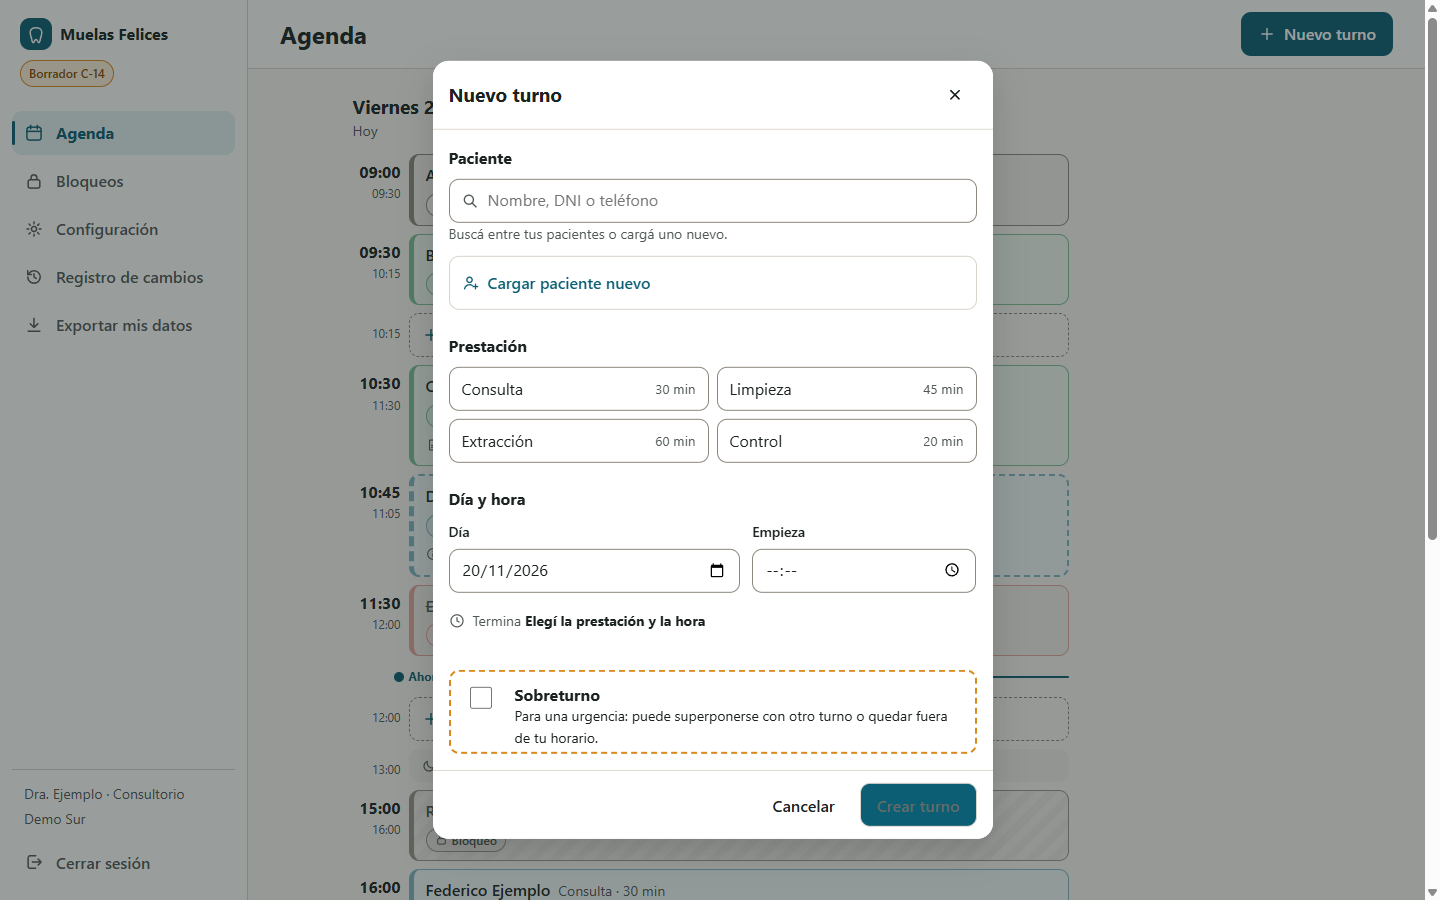 Muelas Felices
Borrador C-14
Agenda
Bloqueos
Configuración
Registro de cambios
Exportar mis datos
Dra. Ejemplo · Consultorio
Demo Sur
Cerrar sesión
Agenda
+ Nuevo turno
Viernes 2
Hoy
09:00
09:30
09:30
10:15
10:15
10:30
11:30
10:45
11:05
11:30
12:00
12:00
13:00
15:00
16:00
Bloqueo
16:00
Federico Ejemplo Consulta · 30 min
Nuevo turno
Paciente
Nombre, DNI o teléfono
Buscá entre tus pacientes o cargá uno nuevo.
Cargar paciente nuevo
Prestación
Consulta 30 min
Limpieza 45 min
Extracción 60 min
Control 20 min
Día y hora
Día
Empieza
20/11/2026
--:--
Termina Elegí la prestación y la hora
Sobreturno
Para una urgencia: puede superponerse con otro turno o quedar fuera
de tu horario.
Cancelar
Crear turno